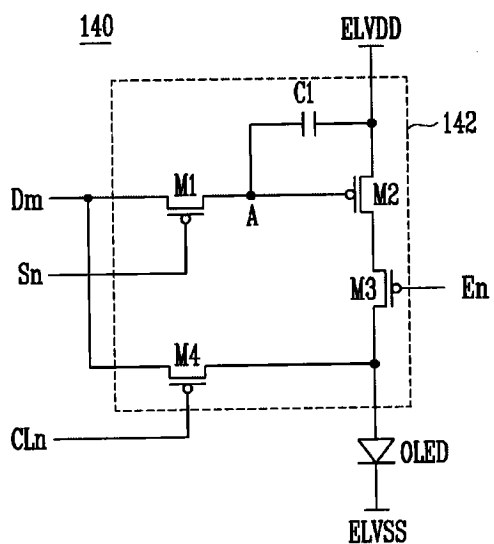 140
ELVDD
C1
142
Dm
M1
A
M2
Sn
M3
En
M4
CLn
OLED
ELVSS